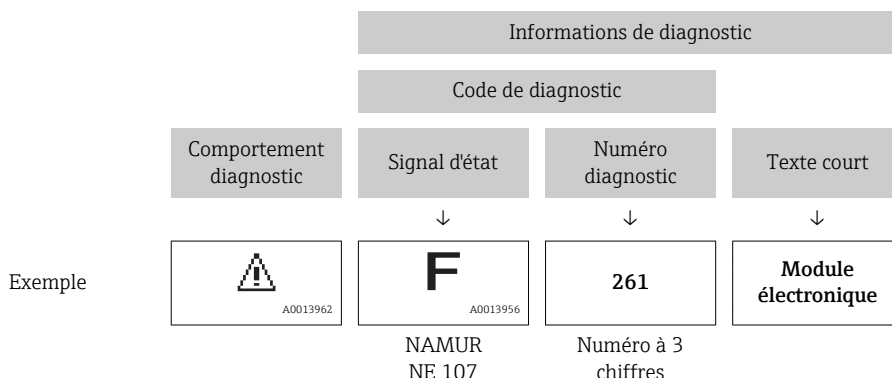 Informations de diagnostic
Code de diagnostic
Comportement
diagnostic
Signal d'état
Numéro
diagnostic
Texte court
↓
↓
↓
Exemple
A0013962
F
A0013956
261
Module
électronique
NAMUR
NE 107
Numéro à 3
chiffres